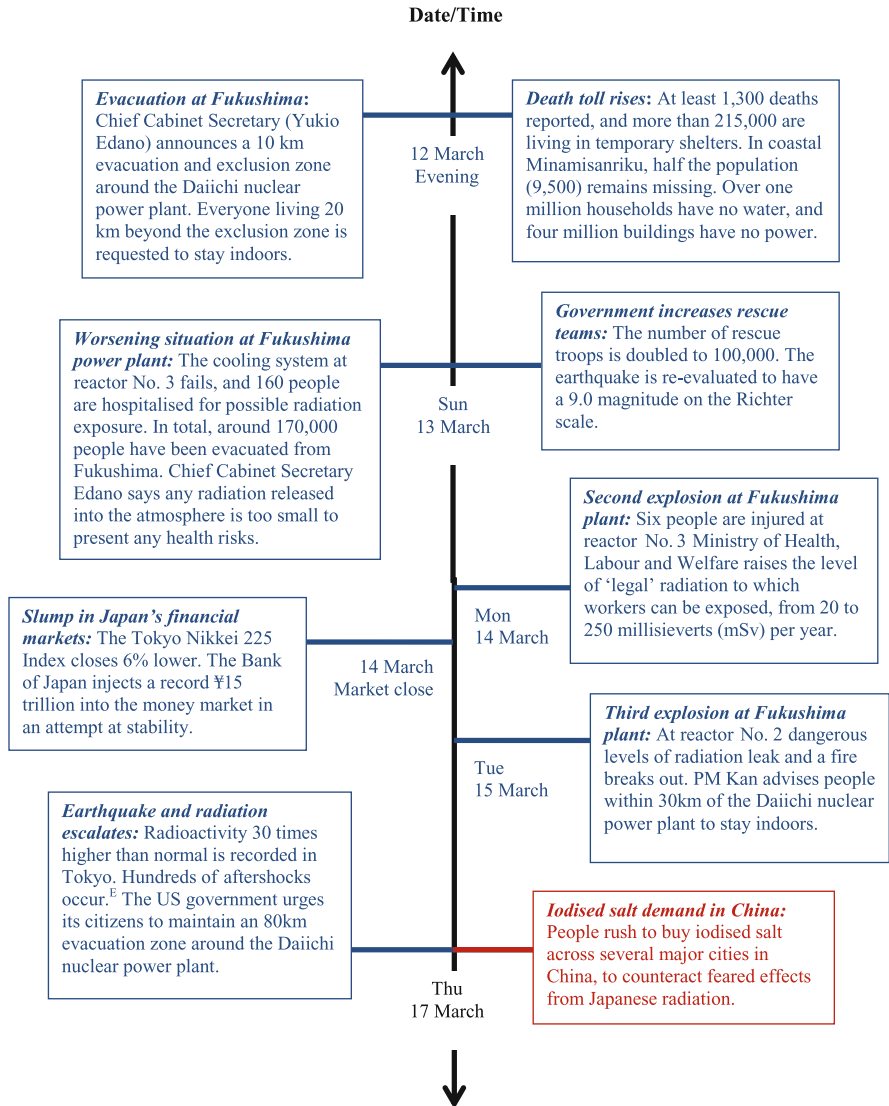 Date/Time
Evacuation at Fukushima:
Chief Cabinet Secretary (Yukio
Edano) announces a 10 km
evacuation and exclusion zone
around the Daiichi nuclear
power plant. Everyone living 20
km beyond the exclusion zone is
requested to stay indoors.
12 March
Evening
Death toll rises: At least 1,300 deaths
reported, and more than 215,000 are
living in temporary shelters. In coastal
Minamisanriku, half the population
(9,500) remains missing. Over one
million households have no water, and
four million buildings have no power.
Worsening situation at Fukushima
power plant: The cooling system at
reactor No. 3 fails, and 160 people
are hospitalised for possible radiation
exposure. In total, around 170,000
people have been evacuated from
Fukushima. Chief Cabinet Secretary
Edano says any radiation released
into the atmosphere is too small to
present any health risks.
Sun
13 March
Government increases rescue
teams: The number of rescue
troops is doubled to 100,000. The
earthquake is re-evaluated to have
a 9.0 magnitude on the Richter
scale.
Second explosion at Fukushima
plant: Six people are injured at
reactor No. 3 Ministry of Health,
Labour and Welfare raises the level
of ‘legal’ radiation to which
workers can be exposed, from 20 to
250 millisieverts (mSv) per year.
Mon
14 March
Slump in Japan’s financial
markets: The Tokyo Nikkei 225
Index closes 6% lower. The Bank
of Japan injects a record ¥15
trillion into the money market in
an attempt at stability.
14 March
Market close
Third explosion at Fukushima
plant: At reactor No. 2 dangerous
levels of radiation leak and a fire
breaks out. PM Kan advises people
within 30km of the Daiichi nuclear
power plant to stay indoors.
Tue
15 March
Earthquake and radiation
escalates: Radioactivity 30 times
higher than normal is recorded in
Tokyo. Hundreds of aftershocks
occur.E The US government urges
its citizens to maintain an 80km
evacuation zone around the Daiichi
nuclear power plant.
Iodised salt demand in China:
People rush to buy iodised salt
across several major cities in
China, to counteract feared effects
from Japanese radiation.
Thu
17 March